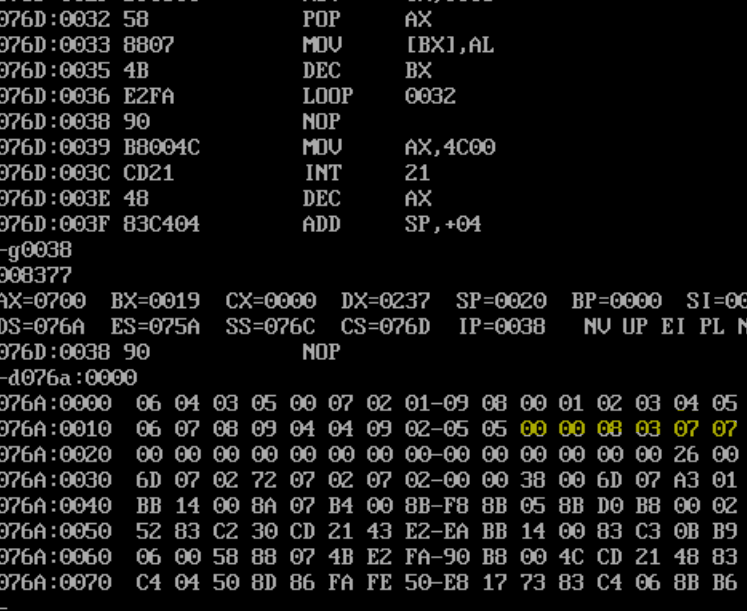 076D:0032 58 POP AX
076D:0033 8807 MOV [BX],AL
076D:0035 4B DEC BX
076D:0036 E2FA LOOP 0032
076D:0038 90 NOP
076D:0039 B8004C MOV AX,4C00
076D:003C CD21 INT 21
076D:003E 48 DEC AX
076D:003F 83C404 ADD SP,+04
-g0038
008377
AX=0700 BX=0019 CX=0000 DX=0237 SP=0020 BP=0000 SI=00
DS=076A ES=075A SS=076C CS=076D IP=0038 NV UP EI PL N
076D:0038 90 NOP
-d076a:0000
076A:0000 06 04 03 05 00 07 02 01-09 08 00 01 02 03 04 05
076A:0010 06 07 08 09 04 04 09 02-05 05 00 00 08 03 07 07
076A:0020 00 00 00 00 00 00 00 00-00 00 00 00 00 00 26 00
076A:0030 6D 07 02 72 07 02 07 02-00 00 38 00 6D 07 A3 01
076A:0040 BB 14 00 8A 07 B4 00 8B-F8 8B 05 8B D0 B8 00 02
076A:0050 52 83 C2 30 CD 21 43 E2-EA BB 14 00 83 C3 0B B9
076A:0060 06 00 58 88 07 4B E2 FA-90 B8 00 4C CD 21 48 83
076A:0070 C4 04 50 8D 86 FA FE 50-E8 17 73 83 C4 06 8B B6